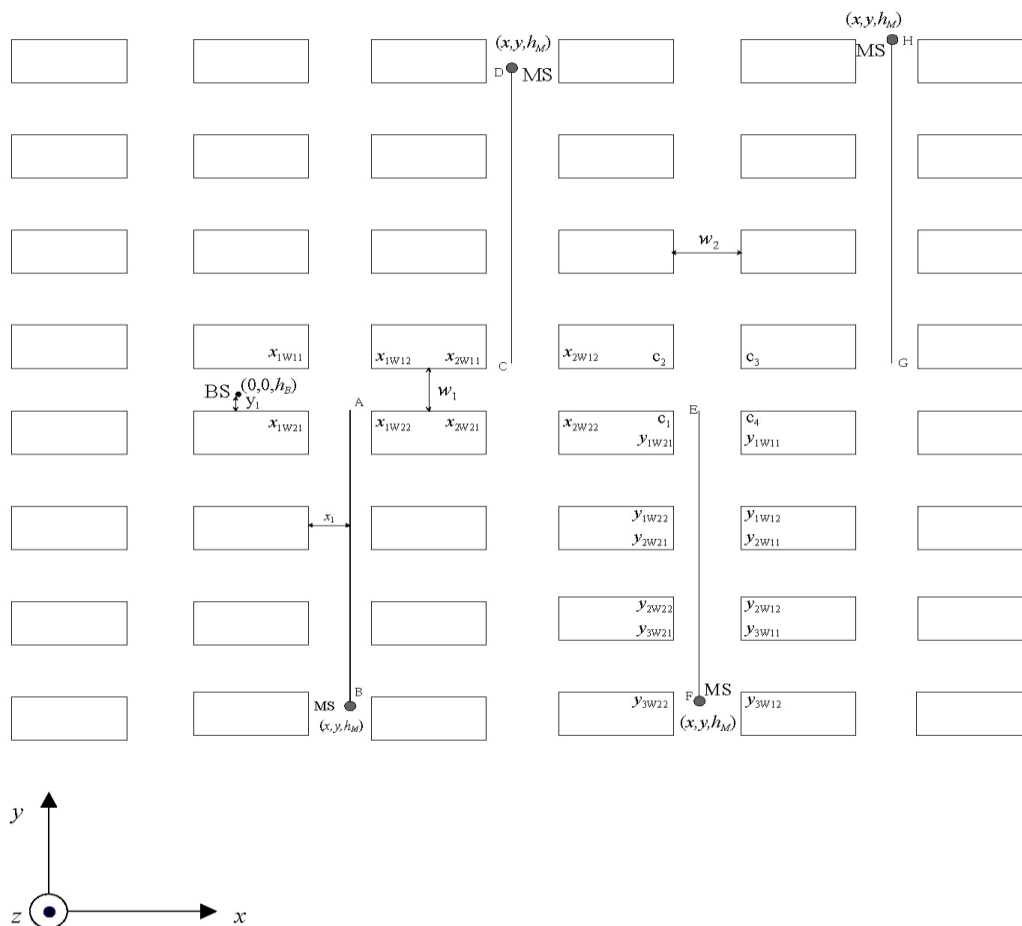 (x,y,h_M)
H
MS
(x,y,h_M)
D MS
w_2
x_1W11
x_1W12 x_2W11
x_2W12 c_2
c_3
C
G
BS (0,0,h_B)
y_1
w_1
A
E
x_1W21
x_1W22 x_2W21
x_2W22 c_1
y_1W21
c_4
y_1W11
x_1
y_1W22
y_2W21
y_1W12
y_2W11
y_2W22
y_3W21
y_2W12
y_3W11
B
MS
(x,y,h_M)
F MS
(x,y,h_M)
y_3W22
y_3W12
y
z
x